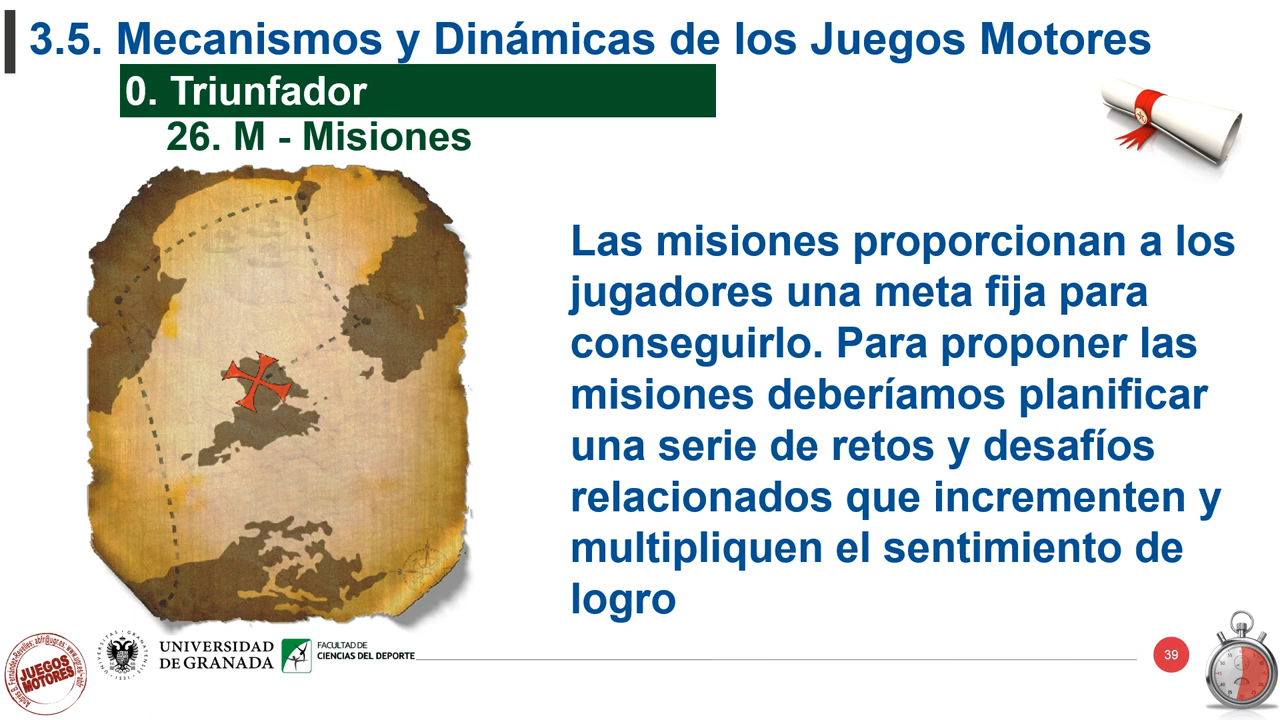 3.5. Mecanismos y Dinámicas de los Juegos Motores
0. Triunfador
26. M - Misiones
Las misiones proporcionan a los
jugadores una meta fija para
conseguirlo. Para proponer las
misiones deberíamos planificar
una serie de retos y desafíos
relacionados que incrementen y
multipliquen el sentimiento de
logro
JUEGOS
MOTORES
UNIVERSIDAD
DE GRANADA
FACULTAD DE
CIENCIAS DEL DEPORTE
39